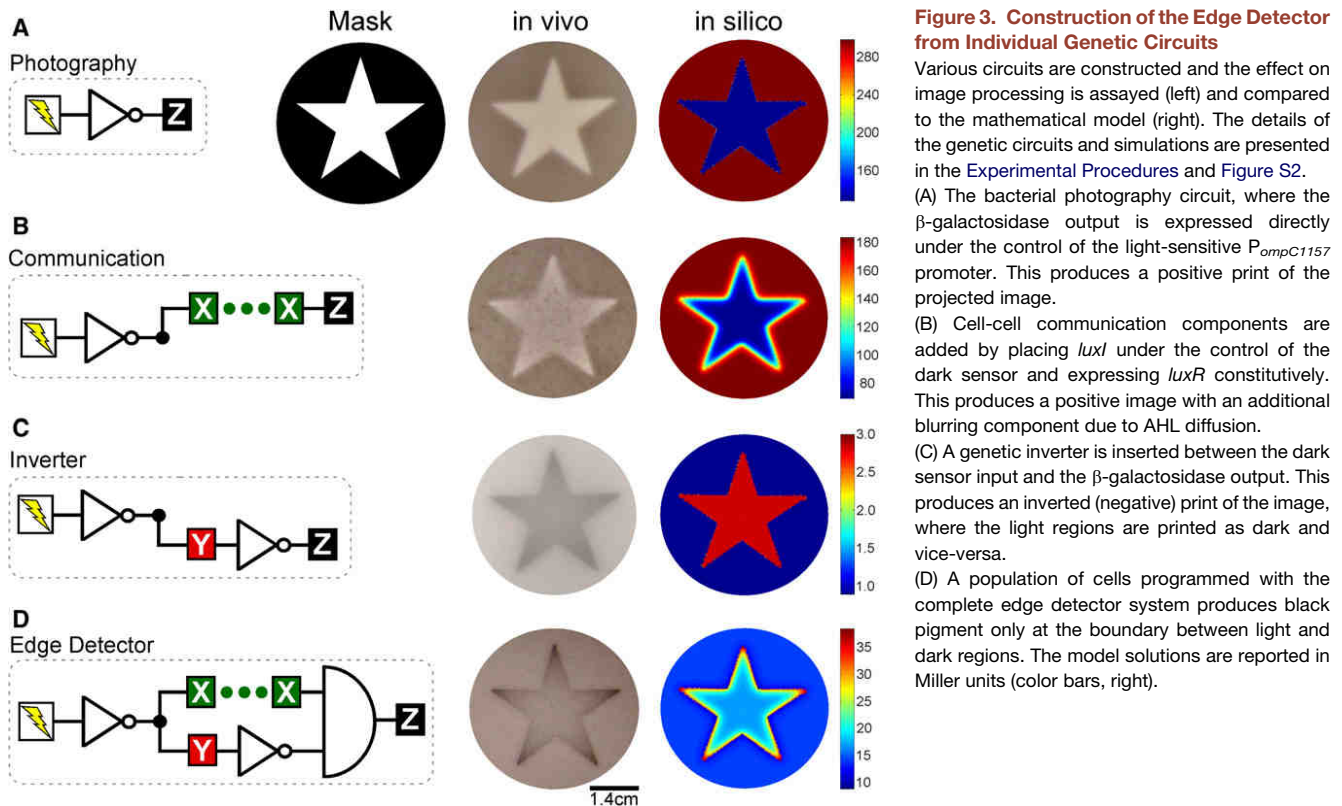 Mask
in vivo
in silico
A
Photography
Z
280
240
200
160
B
Communication
X
X
Z
180
160
140
120
100
80
C
Inverter
Y
Z
3.0
2.5
2.0
1.5
1.0
D
Edge Detector
X
X
Y
Z
35
30
25
20
15
10
1.4cm
Figure 3. Construction of the Edge Detector
from Individual Genetic Circuits
Various circuits are constructed and the effect on
image processing is assayed (left) and compared
to the mathematical model (right). The details of
the genetic circuits and simulations are presented
in the Experimental Procedures and Figure S2.
(A) The bacterial photography circuit, where the
β-galactosidase output is expressed directly
under the control of the light-sensitive PompC1157
promoter. This produces a positive print of the
projected image.
(B) Cell-cell communication components are
added by placing luxI under the control of the
dark sensor and expressing luxR constitutively.
This produces a positive image with an additional
blurring component due to AHL diffusion.
(C) A genetic inverter is inserted between the dark
sensor input and the β-galactosidase output. This
produces an inverted (negative) print of the image,
where the light regions are printed as dark and
vice-versa.
(D) A population of cells programmed with the
complete edge detector system produces black
pigment only at the boundary between light and
dark regions. The model solutions are reported in
Miller units (color bars, right).